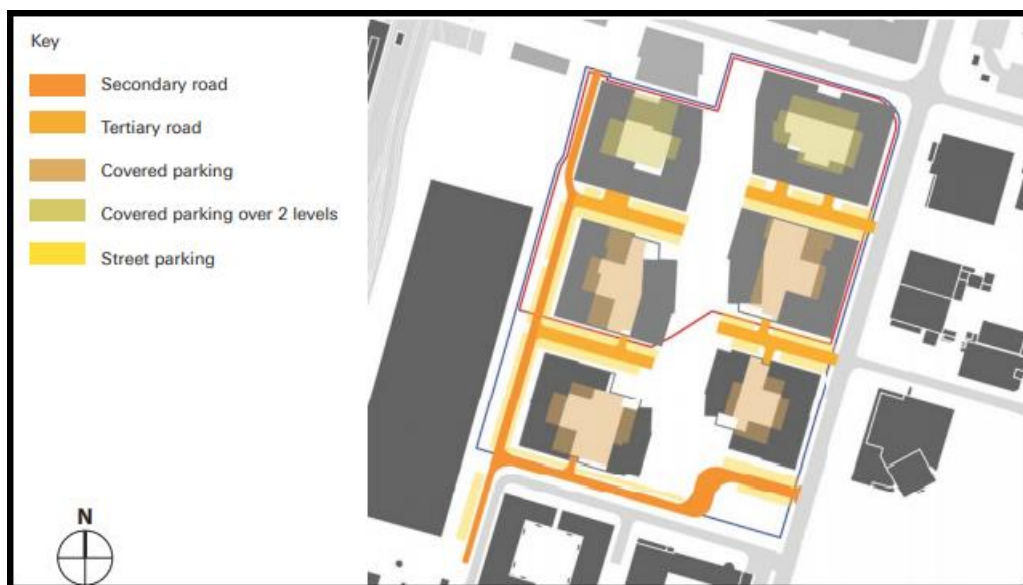 Key
Secondary road
Tertiary road
Covered parking
Covered parking over 2 levels
Street parking
N